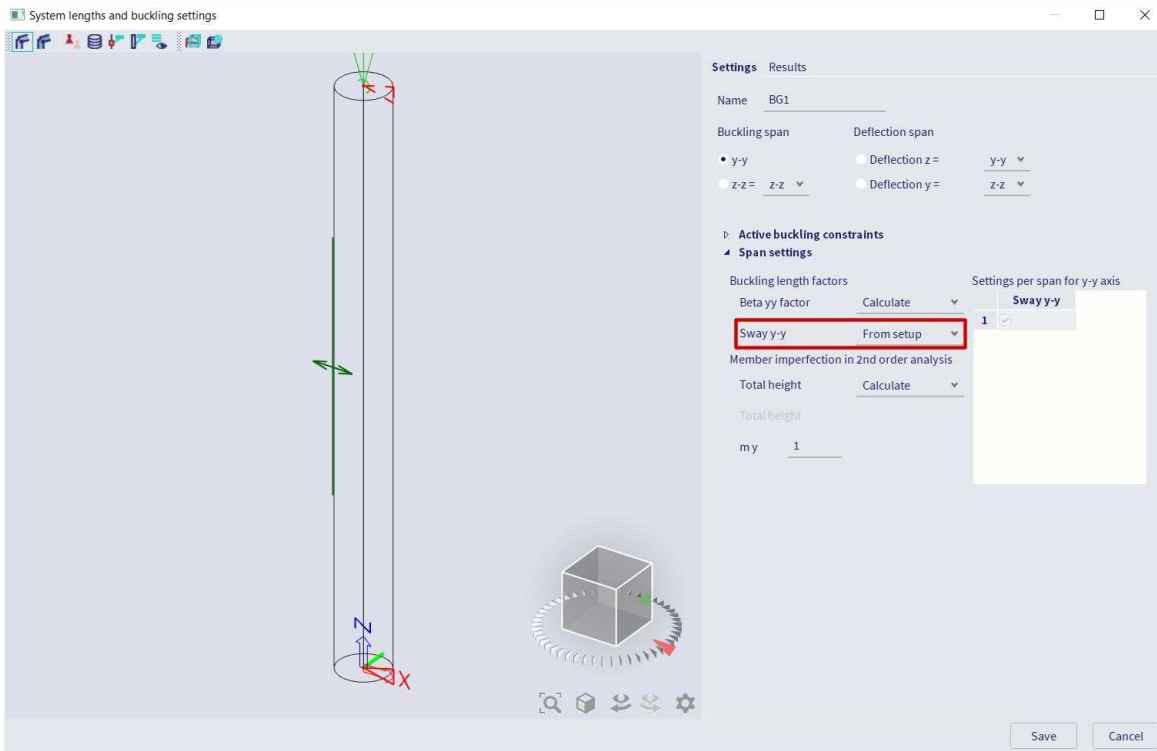 System lengths and buckling settings
Settings Results
Name BG1
Buckling span Deflection span
y-y Deflection z = y-y
z-z = z-z Deflection y = z-z
Active buckling constraints
Span settings
Buckling length factors Settings per span for y-y axis
Beta yy factor Calculate Sway y-y
1
Sway y-y From setup
Member imperfection in 2nd order analysis
Total height Calculate
Total height
m y 1
Y
Z
X
Save Cancel